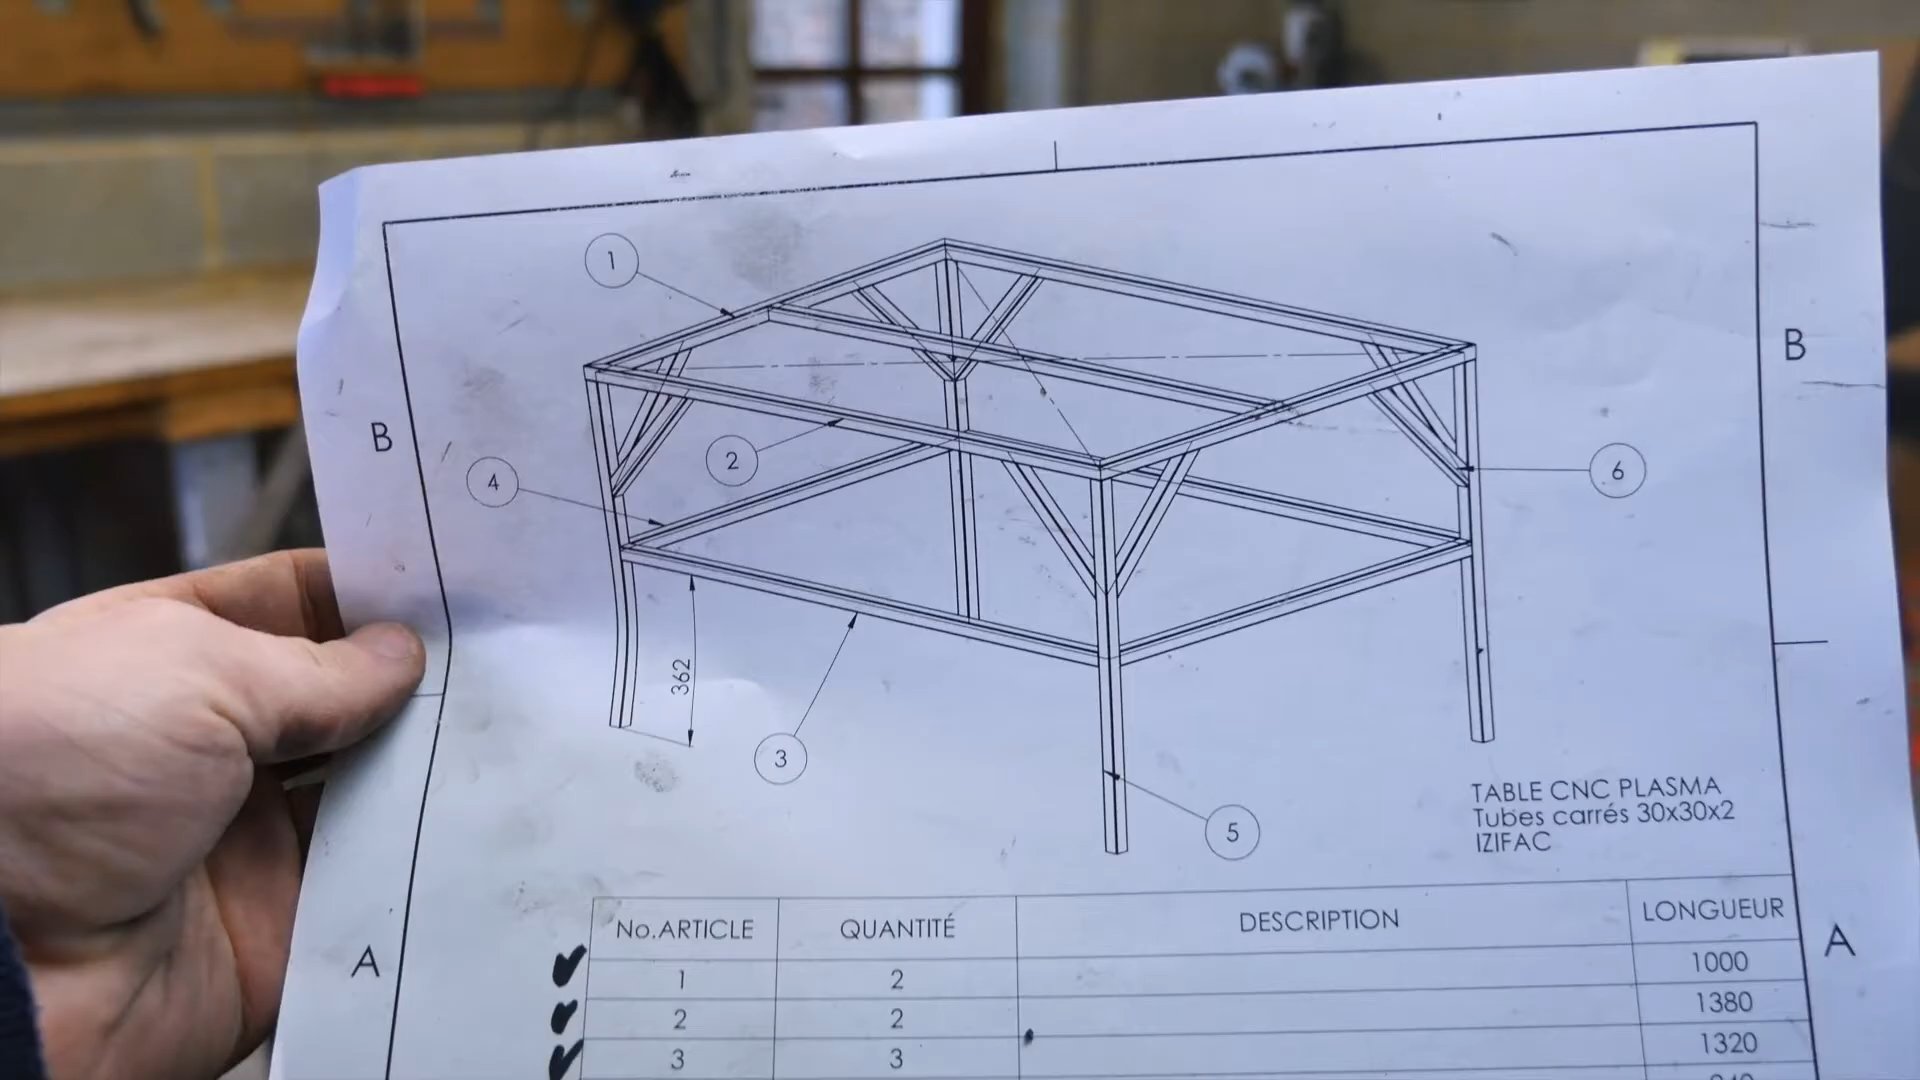 1
B
B
2
4
6
362
3
5
TABLE CNC PLASMA
Tubes carrés 30x30x2
IZIFAC
No.ARTICLE QUANTITÉ DESCRIPTION LONGUEUR
A
A
1 2 1000
2 2 1380
3 3 1320